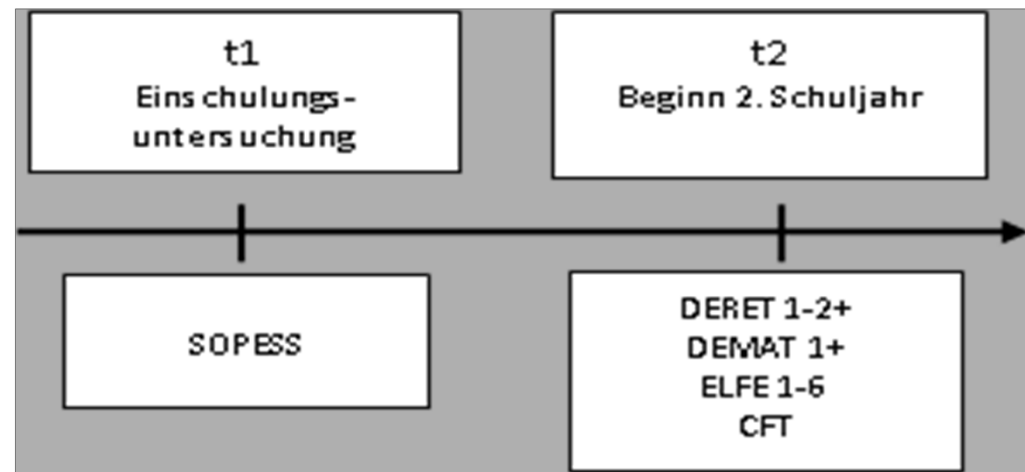 t1
Einschulungs-
untersuchung
t2
Beginn 2. Schuljahr
SOPESS
DERET 1-2+
DEMAT 1+
ELFE 1-6
CFT